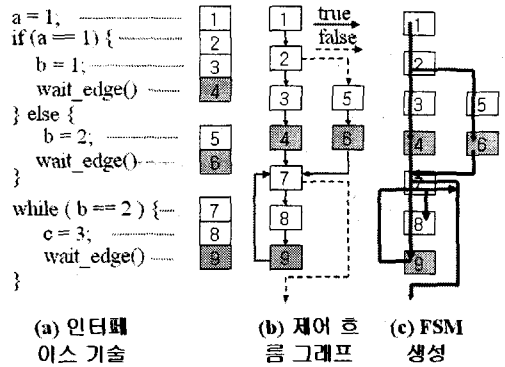 a = 1;
if (a == 1) {
b = 1;
wait_edge()
} else {
b = 2;
wait_edge()
}
while ( b == 2 ) {
c = 3;
wait_edge()
}
1
2
3
4
5
6
7
8
9
true
false
1
2
3
5
4
6
7
8
9
1
2
3
5
4
6
7
8
9
(a) 인터페
이스 기술
(b) 제어 흐
름 그래프
(c) FSM
생성